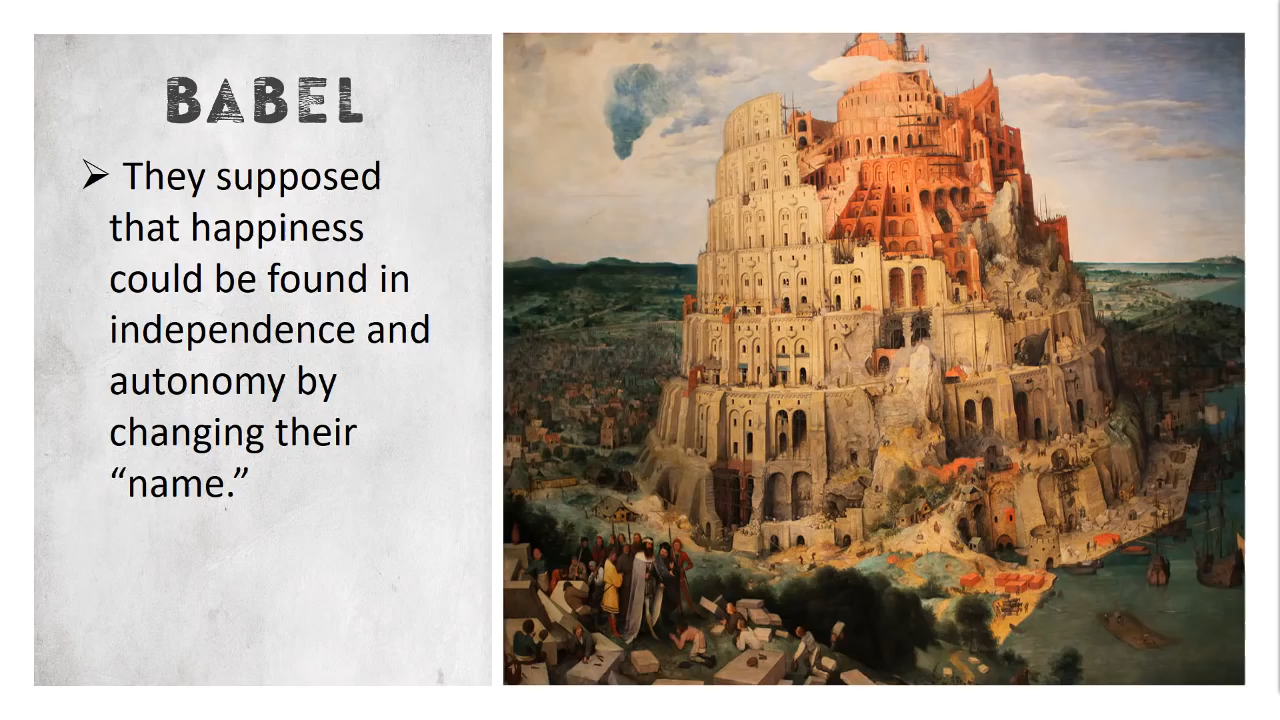 BABEL
➢ They supposed
that happiness
could be found in
independence and
autonomy by
changing their
“name.”